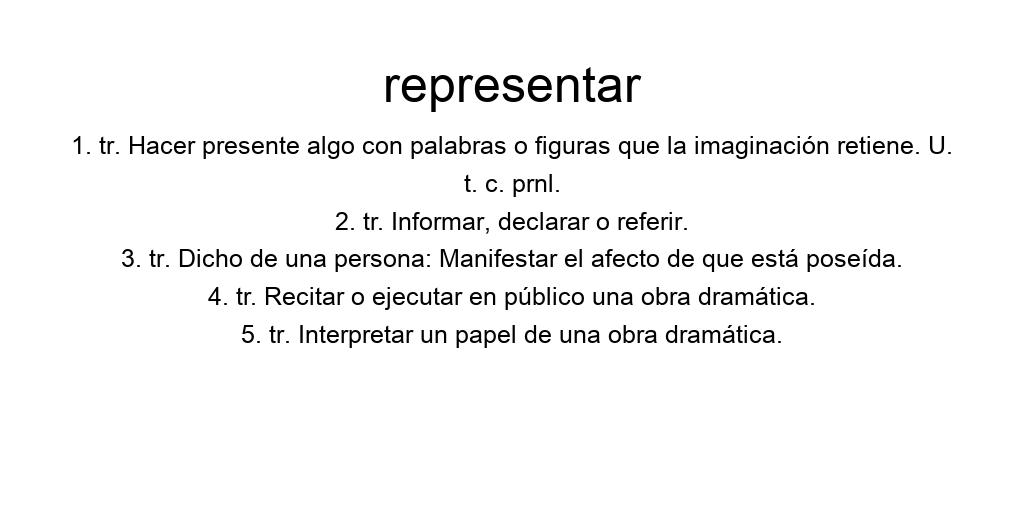 representar
1. tr. Hacer presente algo con palabras o figuras que la imaginación retiene. U.
t. c. prnl.
2. tr. Informar, declarar o referir.
3. tr. Dicho de una persona: Manifestar el afecto de que está poseída.
4. tr. Recitar o ejecutar en público una obra dramática.
5. tr. Interpretar un papel de una obra dramática.